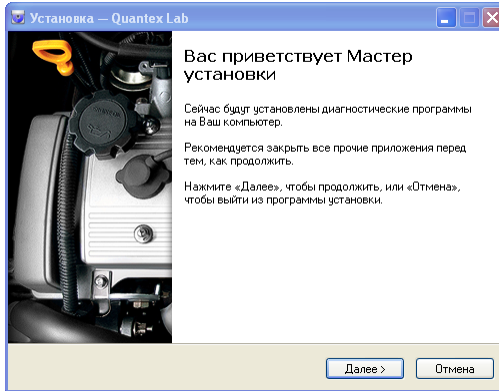 Установка — Quantex Lab
Вас приветствует Мастер
установки
Сейчас будут установлены диагностические программы
на Ваш компьютер.
Рекомендуется закрыть все прочие приложения перед
тем, как продолжить.
Нажмите «Далее», чтобы продолжить, или «Отмена»,
чтобы выйти из программы установки.
Далее >
Отмена